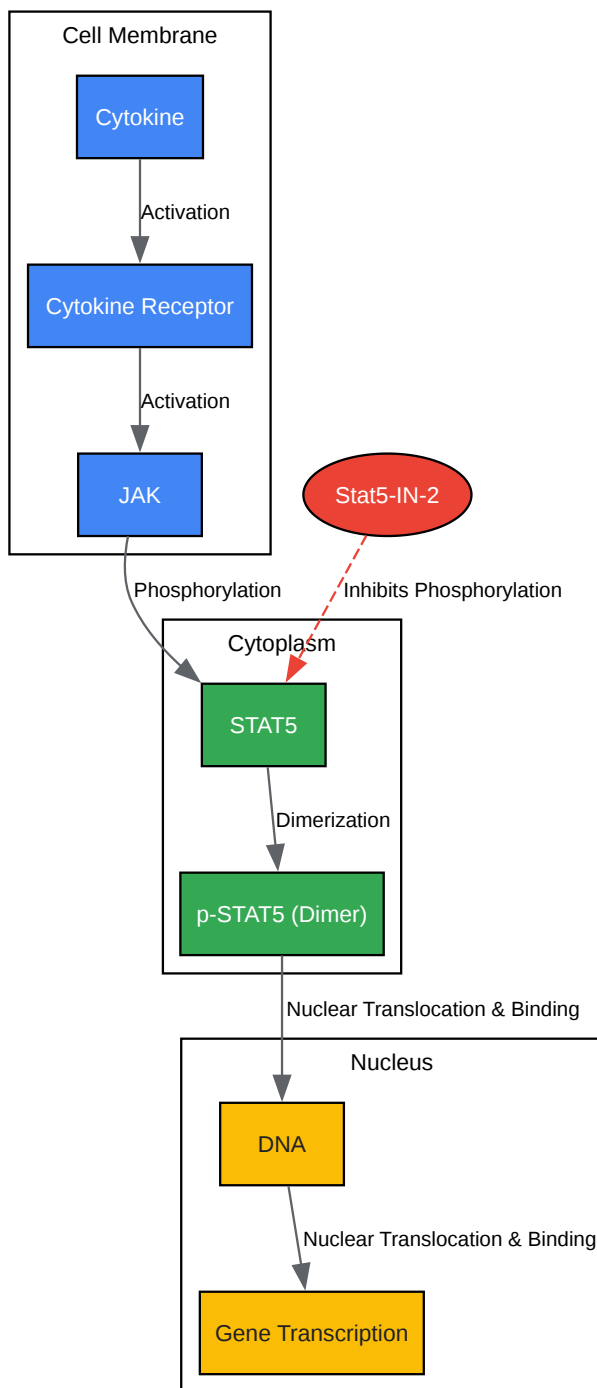 Cell Membrane
Cytokine
Activation
Cytokine Receptor
Activation
JAK
Stat5-IN-2
Phosphorylation
Inhibits Phosphorylation
Cytoplasm
STAT5
Dimerization
p-STAT5 (Dimer)
Nuclear Translocation & Binding
Nucleus
DNA
Nuclear Translocation & Binding
Gene Transcription